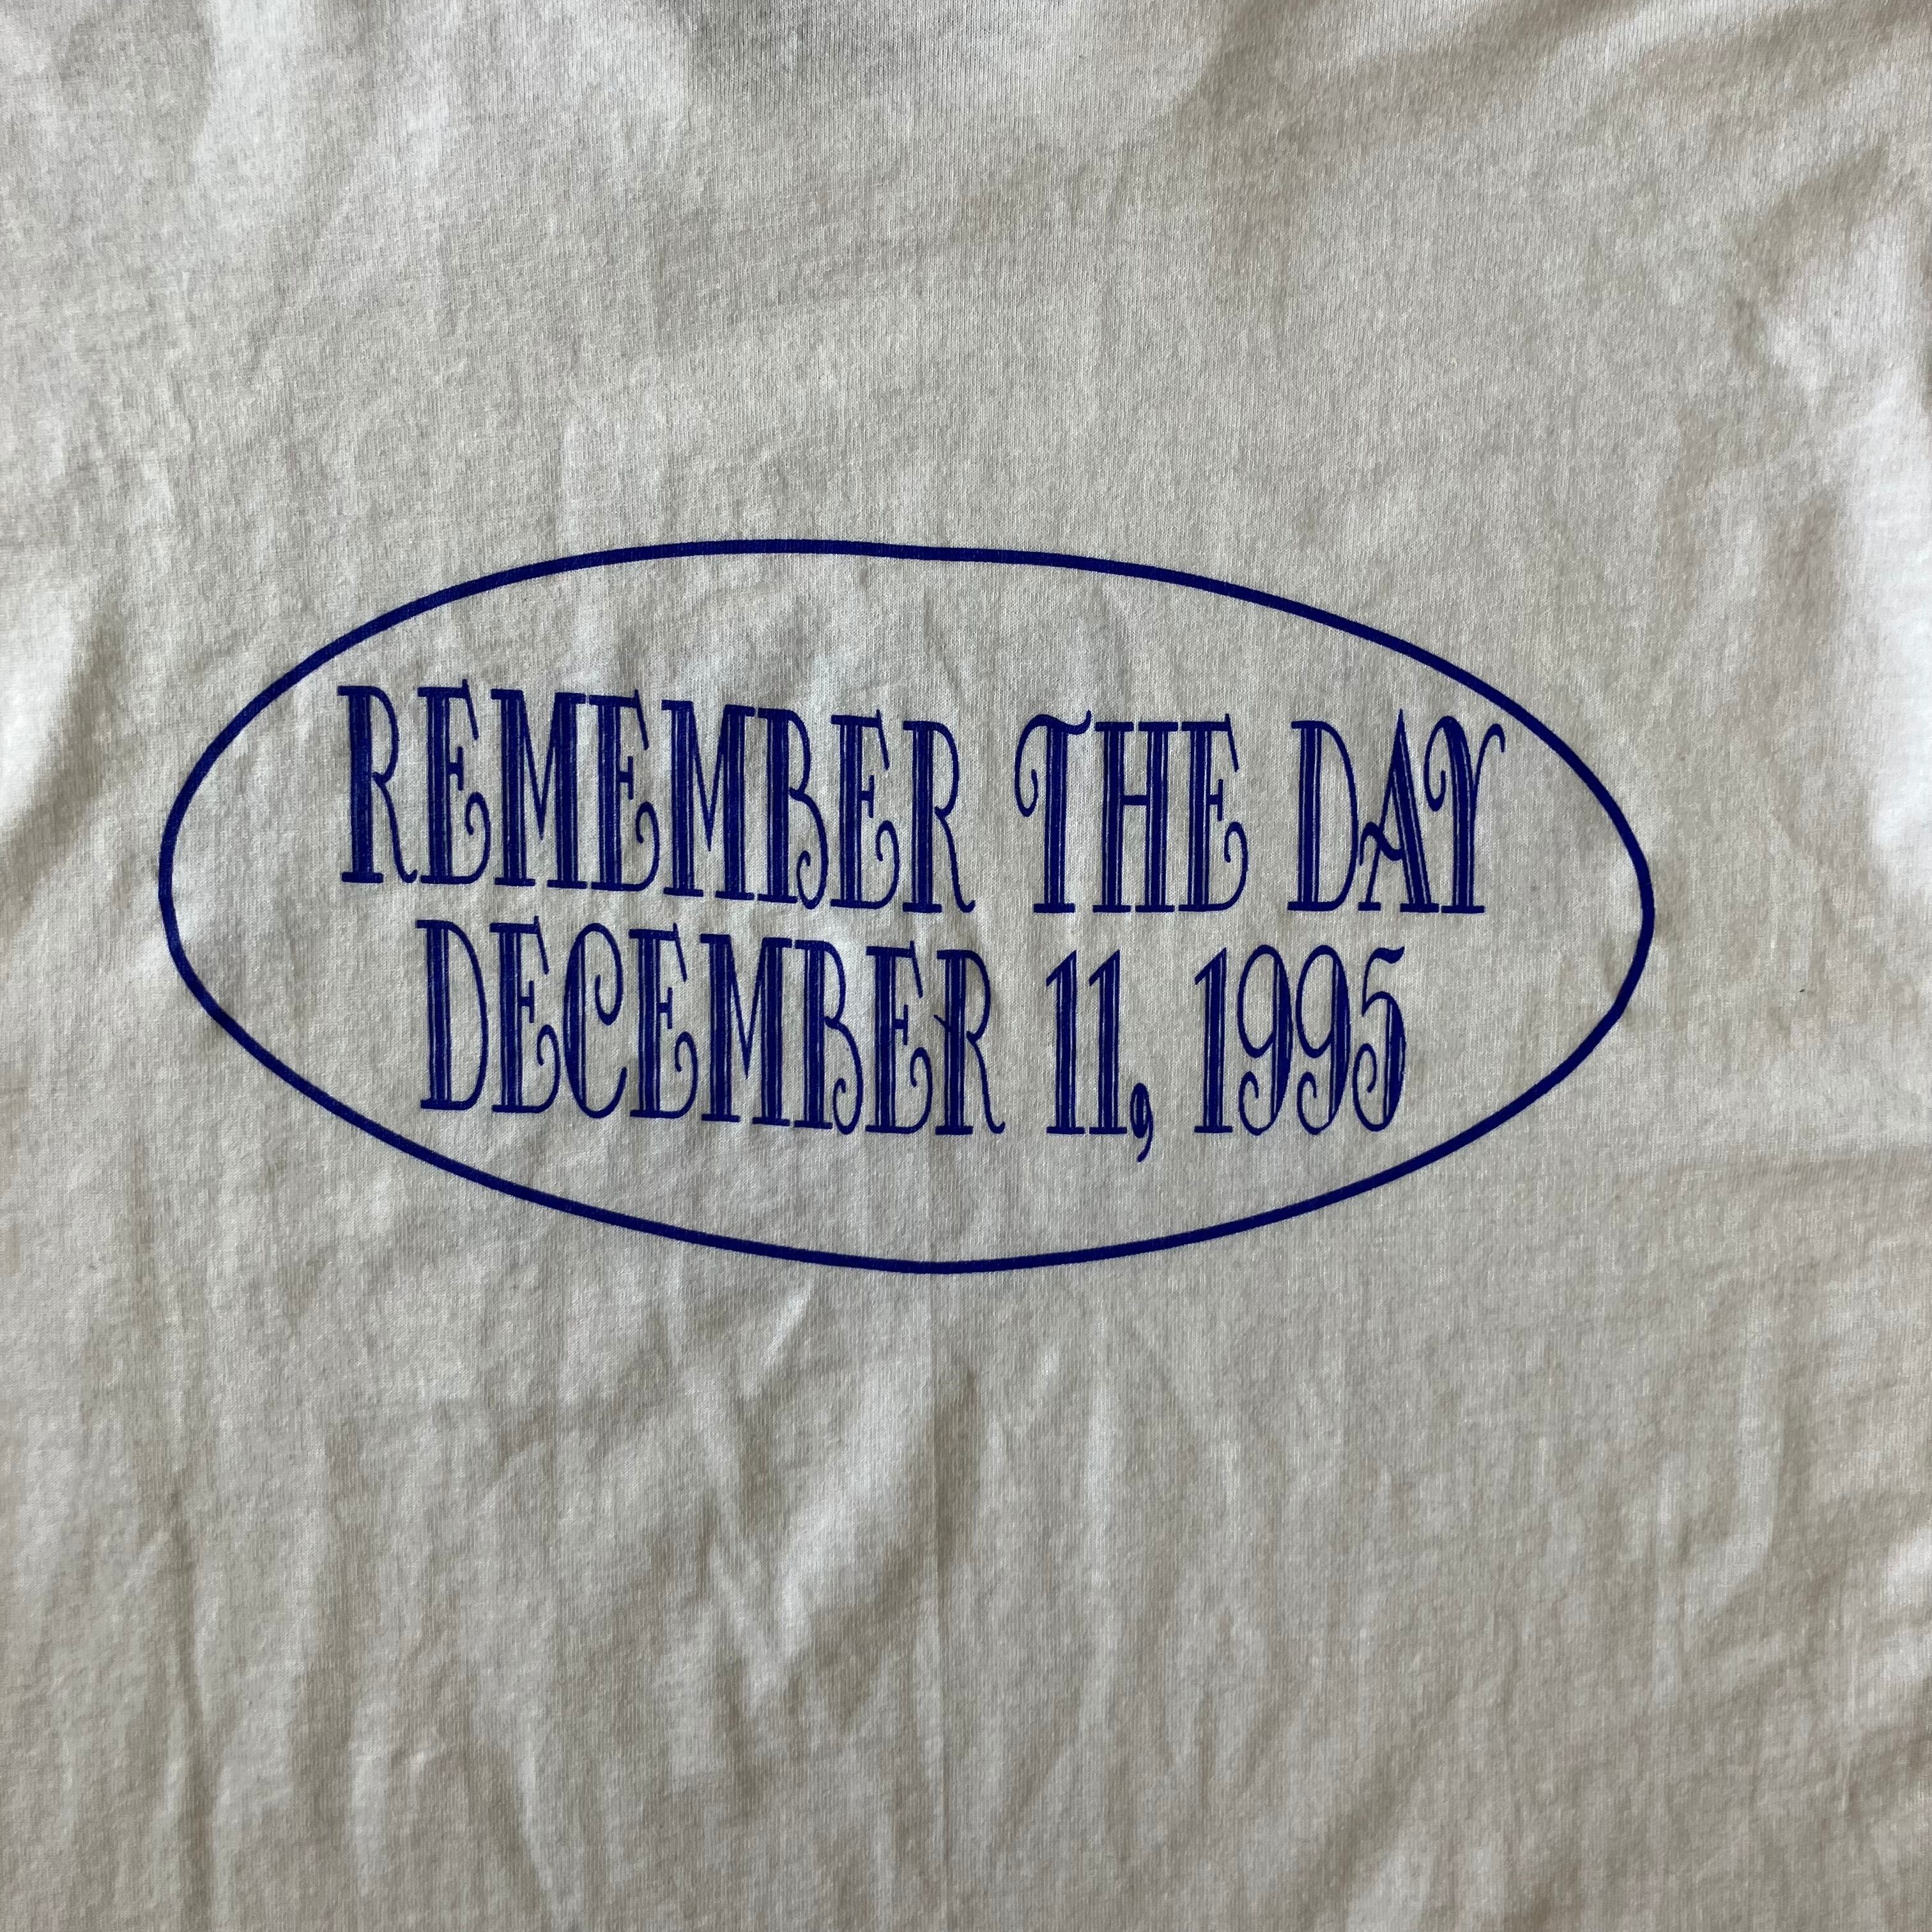 REMEMBER THE DAY
DECEMBER 11, 1995